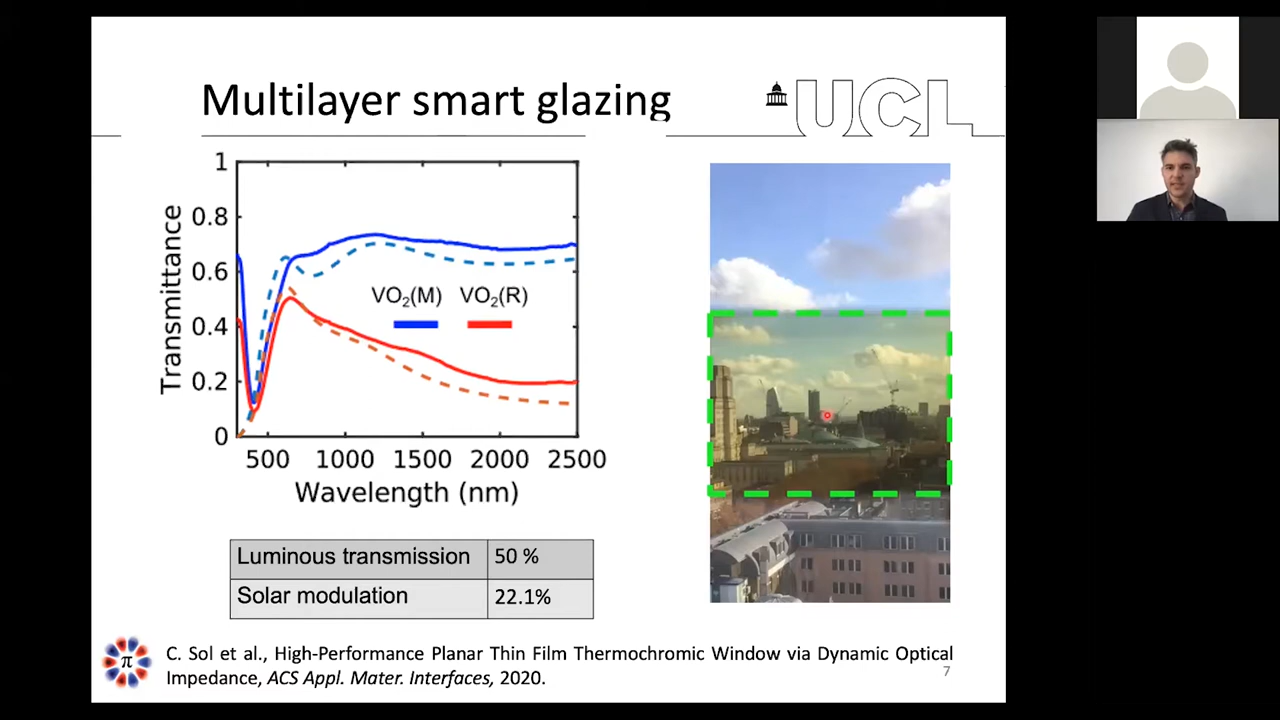 Multilayer smart glazing
UCL
1
0.8
0.6
0.4
0.2
0
Transmittance
VO₂(M) VO₂(R)
500 1000 1500 2000 2500
Wavelength (nm)
Luminous transmission 50 %
Solar modulation 22.1%
π
C. Sol et al., High-Performance Planar Thin Film Thermochromic Window via Dynamic Optical
Impedance, ACS Appl. Mater. Interfaces, 2020.
7